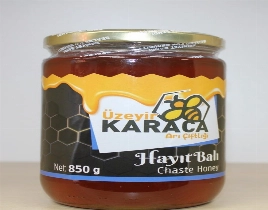 Üzeyir
KARACA
Arı Çiftliği
Hayıt Balı
Chaste Honey
Net 850 g